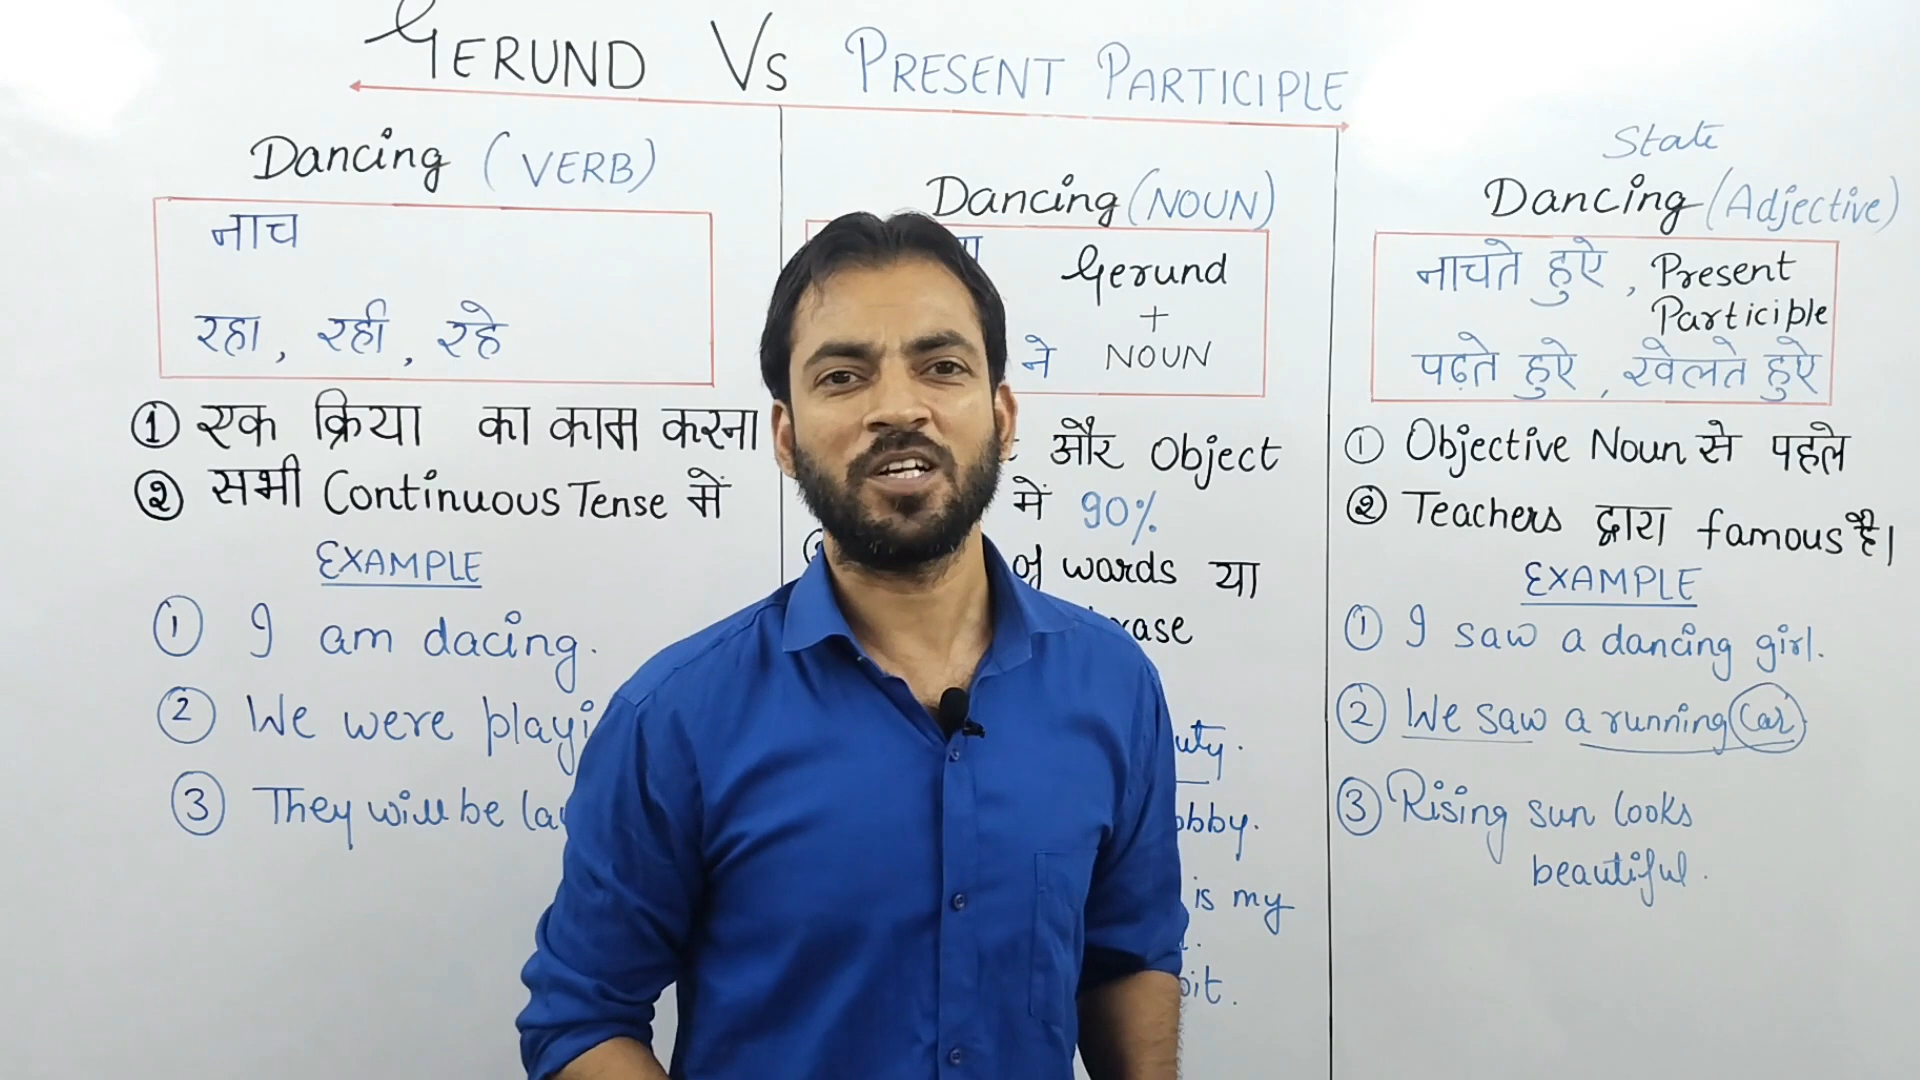 GERUND Vs PRESENT PARTICIPLE
Dancing (VERB)
नाच
रहा, रही, रहे
① एक क्रिया का काम करना
② सभी Continuous Tense में
EXAMPLE
① I am dacing.
② We were
③ They will be
Dancing (NOUN)
Gerund
+
ने NOUN
और Object
में 90%
of words या
is my
State
Dancing (Adjective)
नाचते हुऐ, Present
Participle
पढ़ते हुऐ, खेलते हुऐ
① Objective Noun से पहले
② Teachers द्वारा famous है।
EXAMPLE
① I saw a dancing girl.
② We saw a running Car
③ Rising sun looks
beautiful.